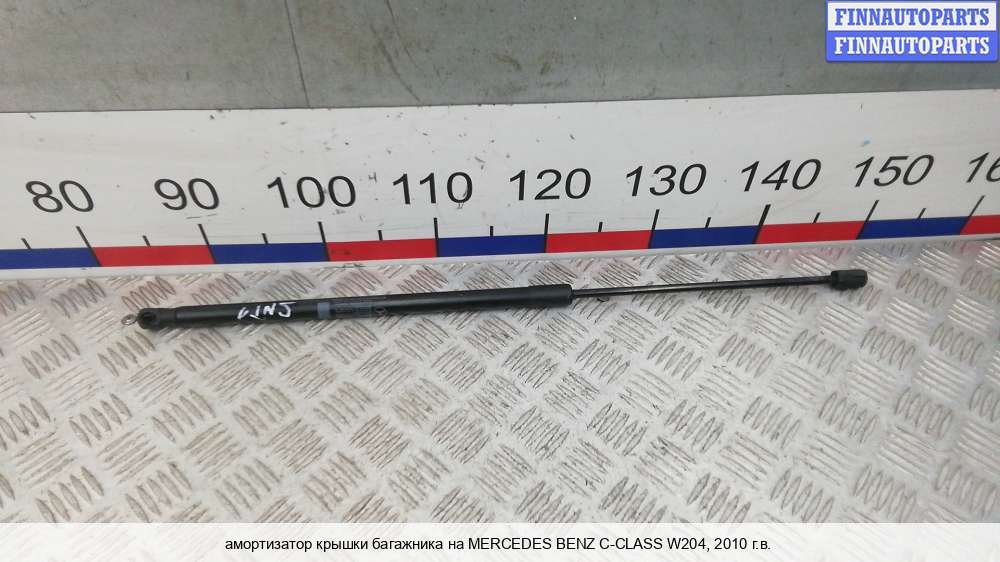 FINNAUTOPARTS
FINNAUTOPARTS
80 90 100 110 120 130 140 150
амортизатор крышки багажника на MERCEDES BENZ C-CLASS W204, 2010 г.в.